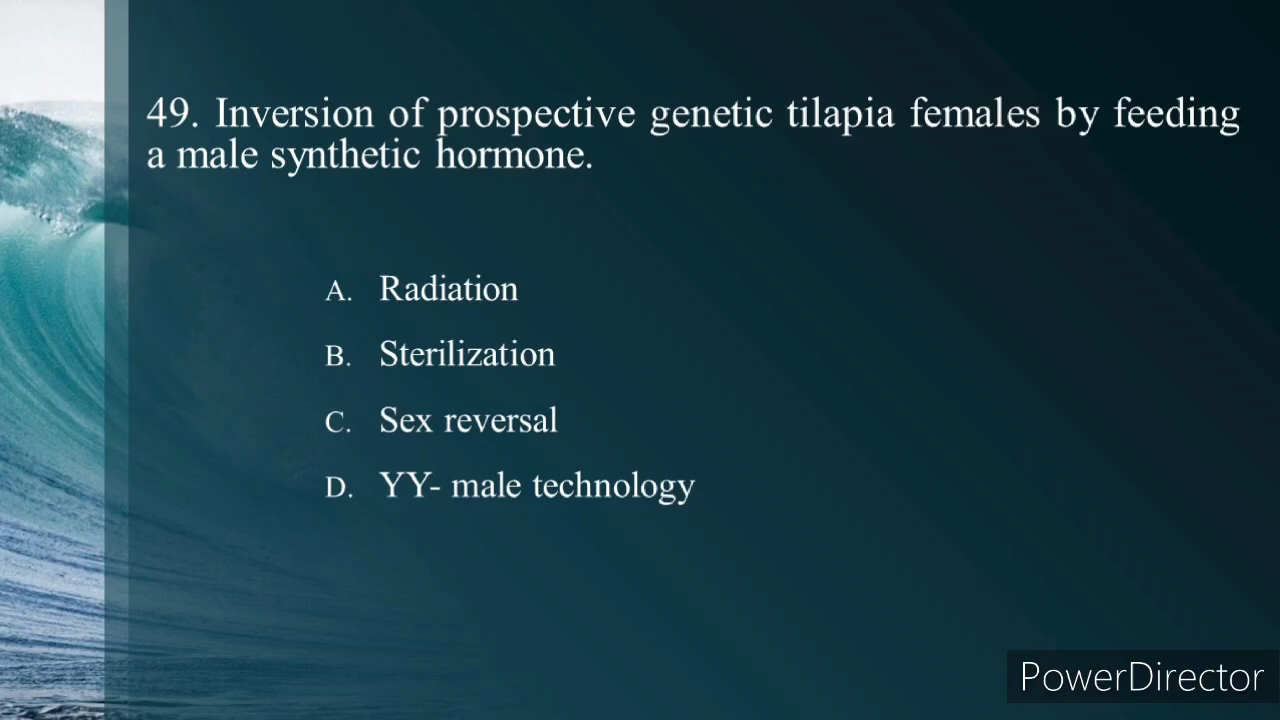 49. Inversion of prospective genetic tilapia females by feeding
a male synthetic hormone.
A. Radiation
B. Sterilization
C. Sex reversal
D. YY- male technology
PowerDirector